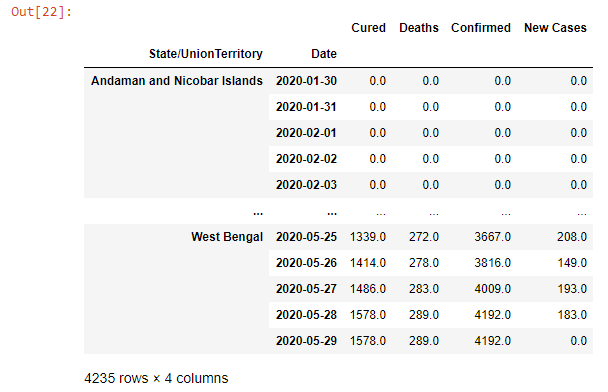 Out[22]:
Cured Deaths Confirmed New Cases
State/UnionTerritory Date
Andaman and Nicobar Islands 2020-01-30 0.0 0.0 0.0 0.0
2020-01-31 0.0 0.0 0.0 0.0
2020-02-01 0.0 0.0 0.0 0.0
2020-02-02 0.0 0.0 0.0 0.0
2020-02-03 0.0 0.0 0.0 0.0
... ... ... ... ... ...
West Bengal 2020-05-25 1339.0 272.0 3667.0 208.0
2020-05-26 1414.0 278.0 3816.0 149.0
2020-05-27 1486.0 283.0 4009.0 193.0
2020-05-28 1578.0 289.0 4192.0 183.0
2020-05-29 1578.0 289.0 4192.0 0.0
4235 rows × 4 columns